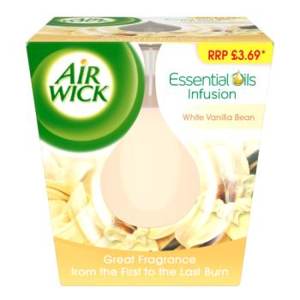 RRP £3.69*
AIR
WICK
Essential Oils
Infusion
White Vanilla Bean
Great Fragrance
from the First to the Last Burn